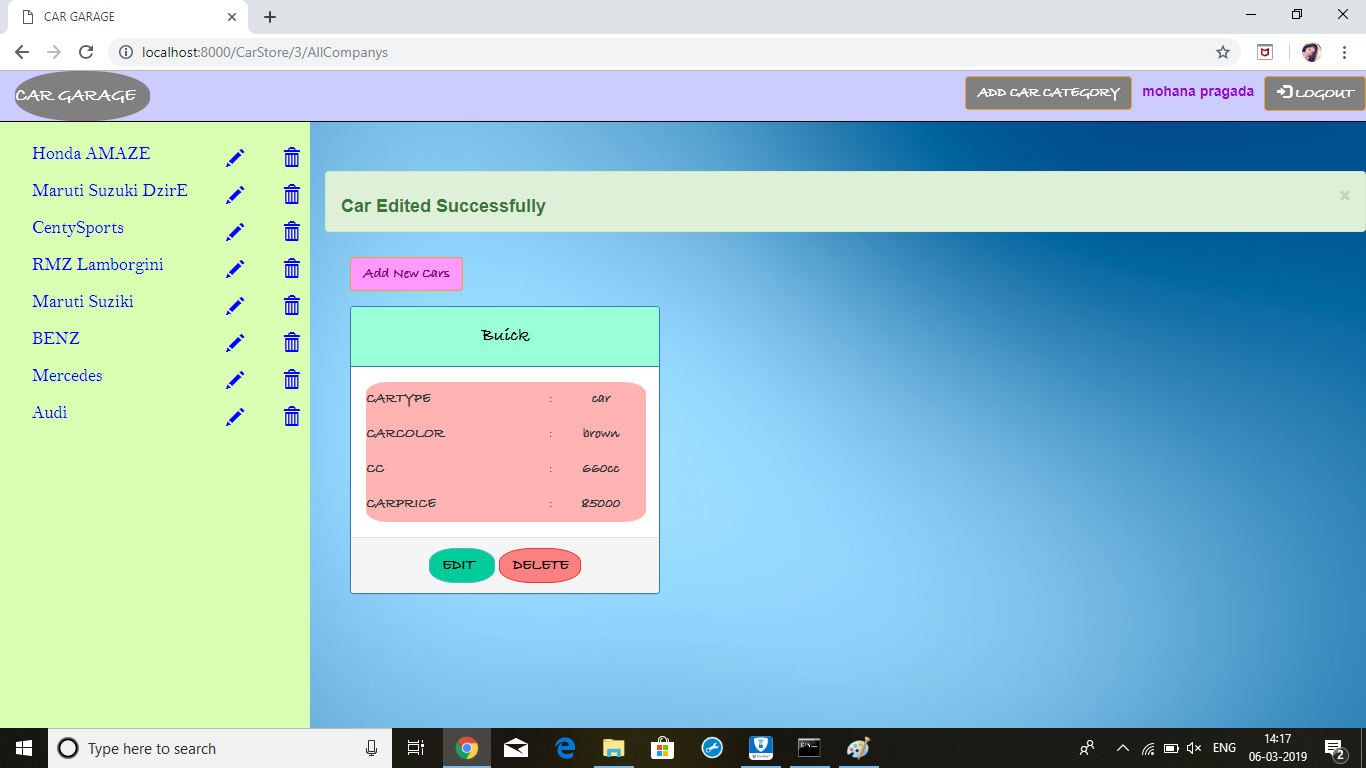 CAR GARAGE
localhost:8000/CarStore/3/AllCompanys
CAR GARAGE
ADD CAR CATEGORY
mohana pragada
LOGOUT
Honda AMAZE
Maruti Suzuki DzirE
CentySports
RMZ Lamborgini
Maruti Suziki
BENZ
Mercedes
Audi
Car Edited Successfully
×
Add New Cars
Buick
CARTYPE : car
CARCOLOR : brown
CC : 660cc
CARPRICE : 85000
EDIT DELETE
Type here to search
ENG
14:17
06-03-2019
2